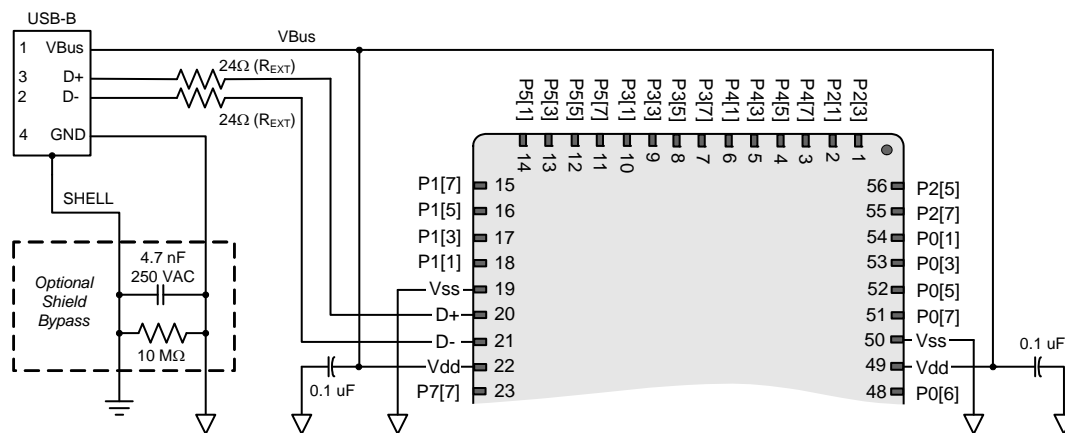 USB-B
1 VBus
3 D+
2 D-
4 GND
SHELL
VBus
24Ω (REXT)
24Ω (REXT)
Optional
Shield
Bypass
4.7 nF
250 VAC
10 MΩ
0.1 uF
P5[1]
P5[3]
P5[5]
P5[7]
P3[1]
P3[3]
P3[5]
P3[7]
P4[1]
P4[3]
P4[5]
P4[7]
P2[1]
P2[3]
14
13
12
11
10
9
8
7
6
5
4
3
2
1
P1[7] 15
P1[5] 16
P1[3] 17
P1[1] 18
Vss 19
D+ 20
D- 21
Vdd 22
P7[7] 23
56 P2[5]
55 P2[7]
54 P0[1]
53 P0[3]
52 P0[5]
51 P0[7]
50 Vss
49 Vdd
48 P0[6]
0.1 uF